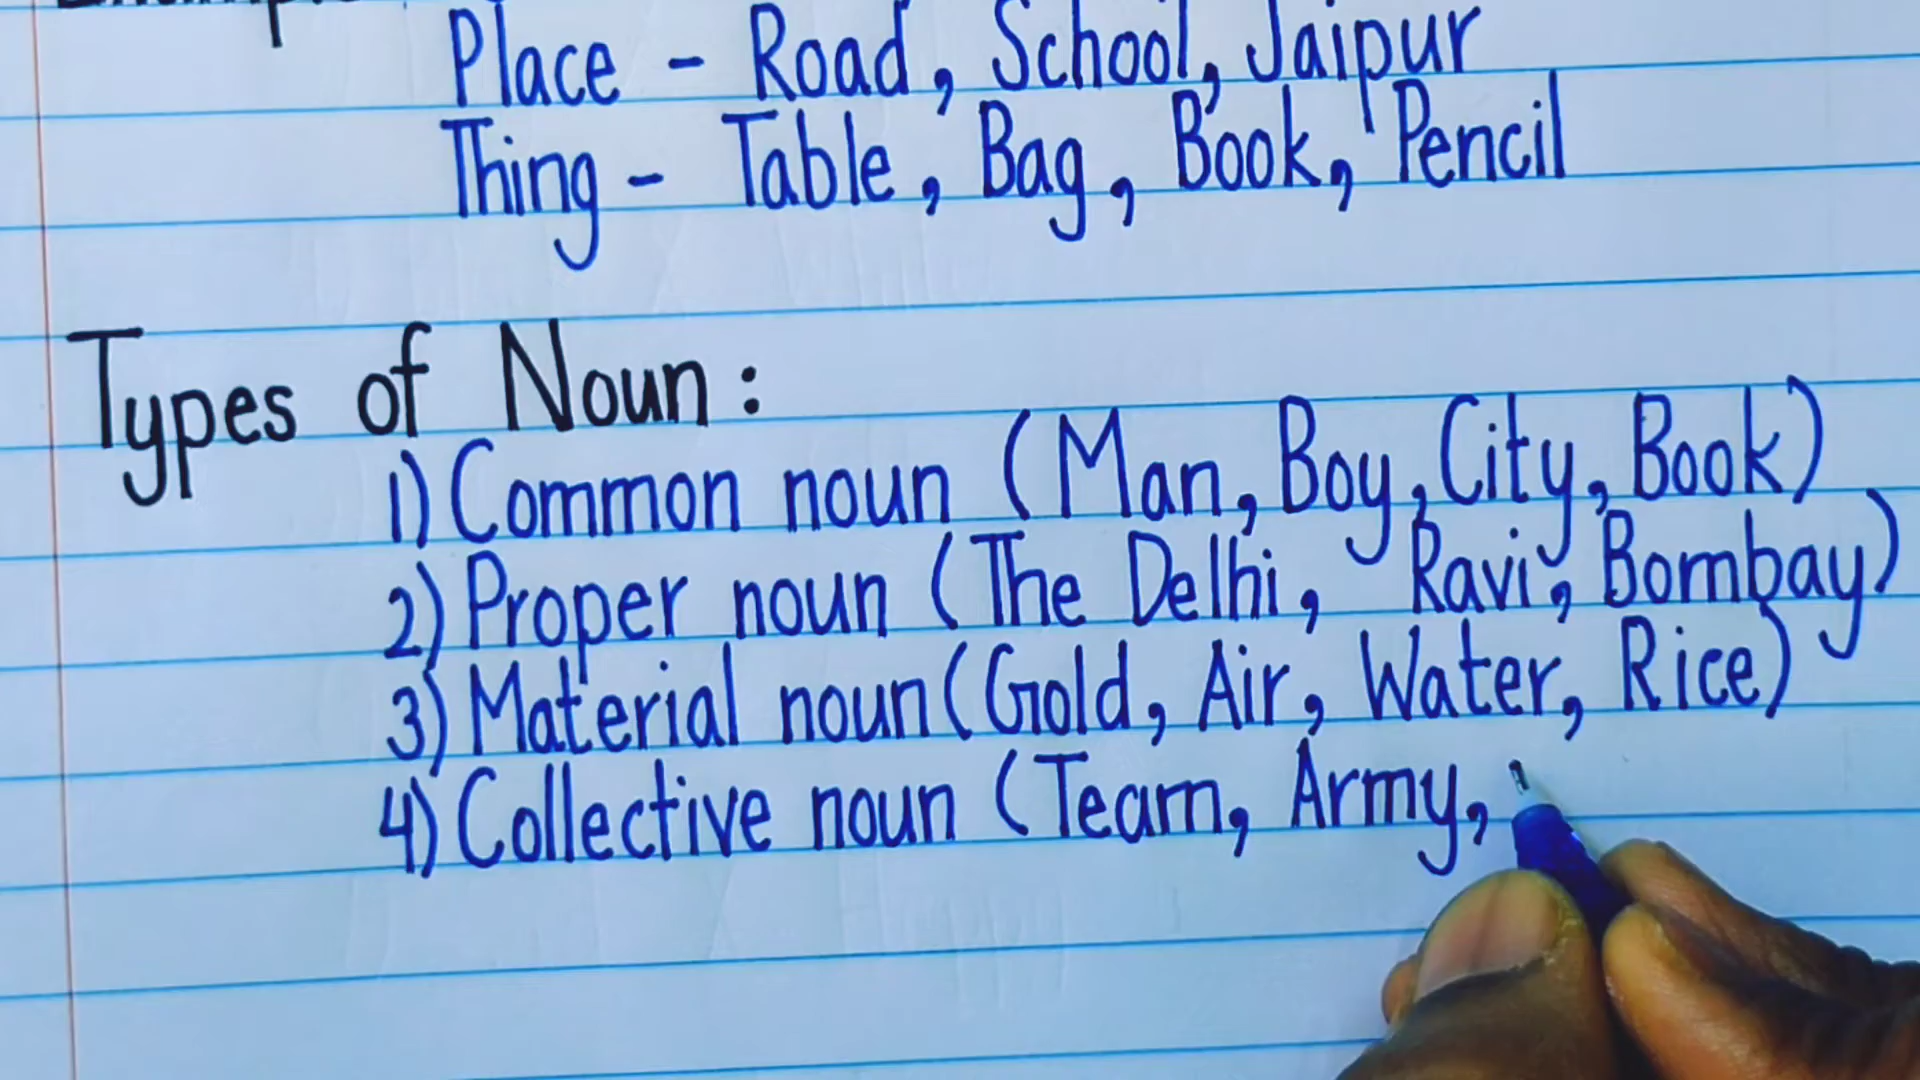 Place - Road, School, Jaipur
Thing - Table, Bag, Book, Pencil
Types of Noun:
1) Common noun (Man, Boy, City, Book)
2) Proper noun (The Delhi, Ravi, Bombay)
3) Material noun (Gold, Air, Water, Rice)
4) Collective noun (Team, Army,